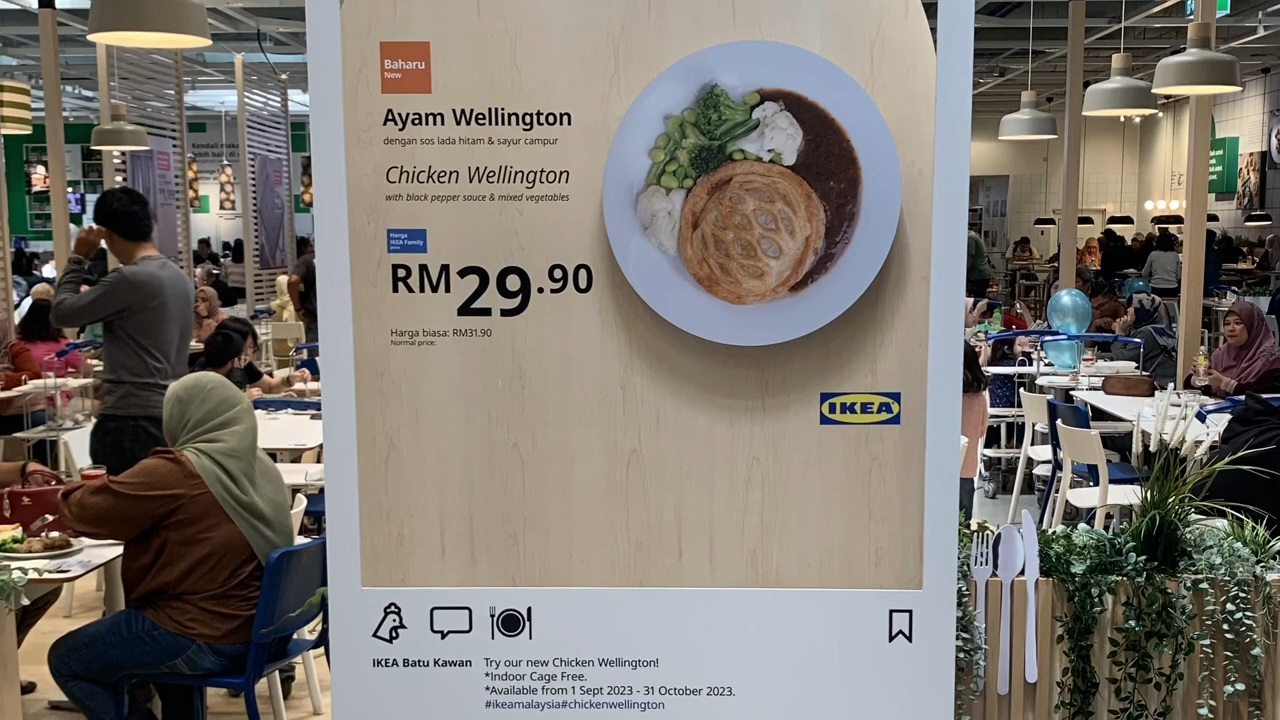 Baharu
New
Ayam Wellington
dengan sos lada hitam & sayur campur
Chicken Wellington
with black pepper sauce & mixed vegetables
Harga
IKEA Family
price
RM29.90
Harga biasa: RM31.90
Normal price:
IKEA
IKEA Batu Kawan Try our new Chicken Wellington!
*Indoor Cage Free.
*Available from 1 Sept 2023 - 31 October 2023.
#ikeamalaysia#chickenwellington